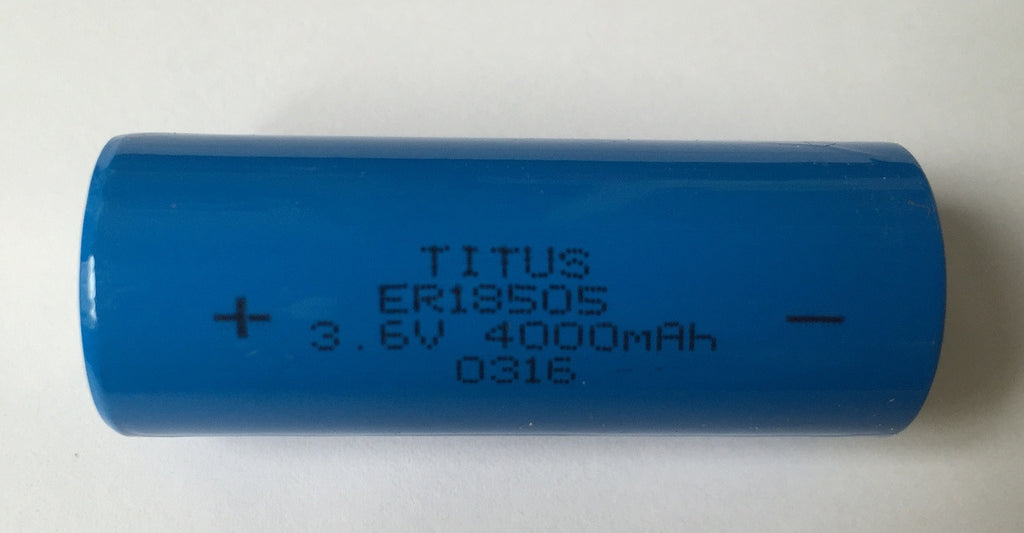 TITUS
ER18505
+ 3.6V 4000mAh −
0316